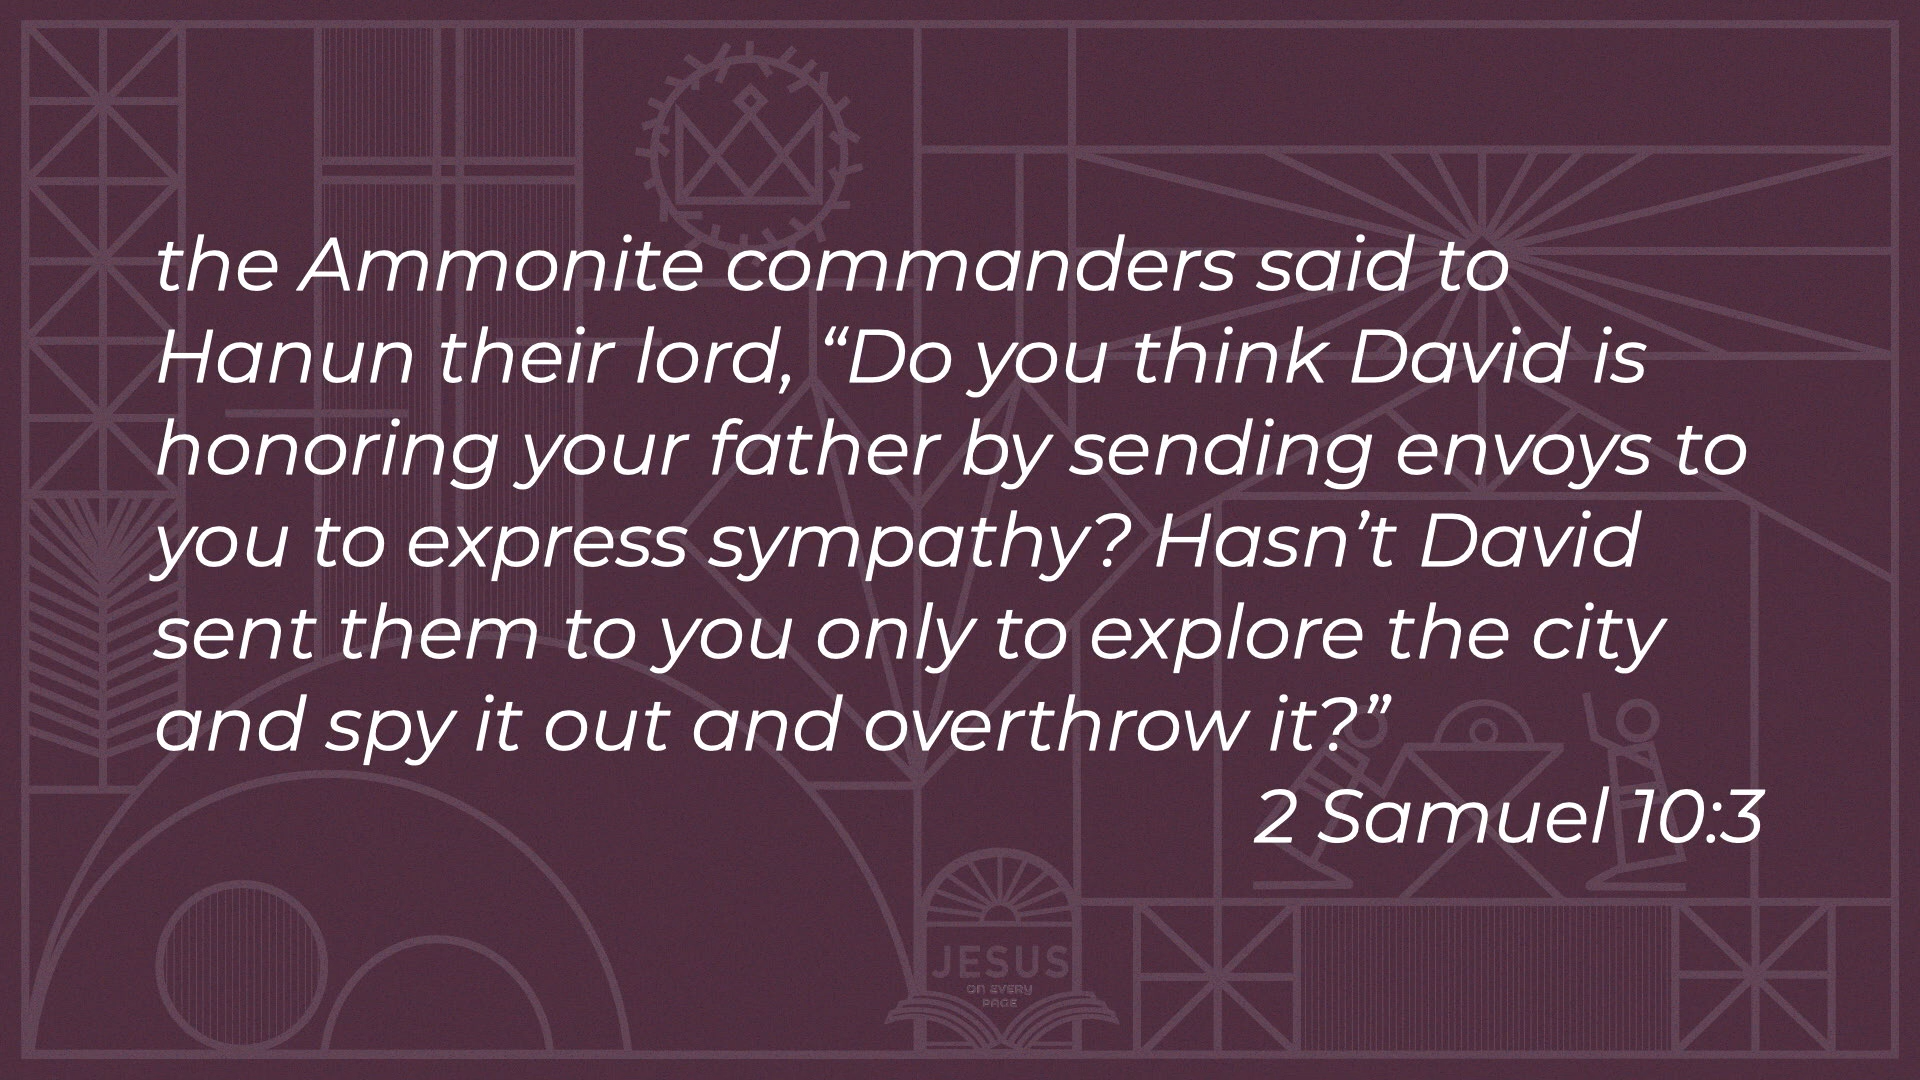 the Ammonite commanders said to
Hanun their lord, “Do you think David is
honoring your father by sending envoys to
you to express sympathy? Hasn’t David
sent them to you only to explore the city
and spy it out and overthrow it?”
2 Samuel 10:3
JESUS
ON EVERY
PAGE